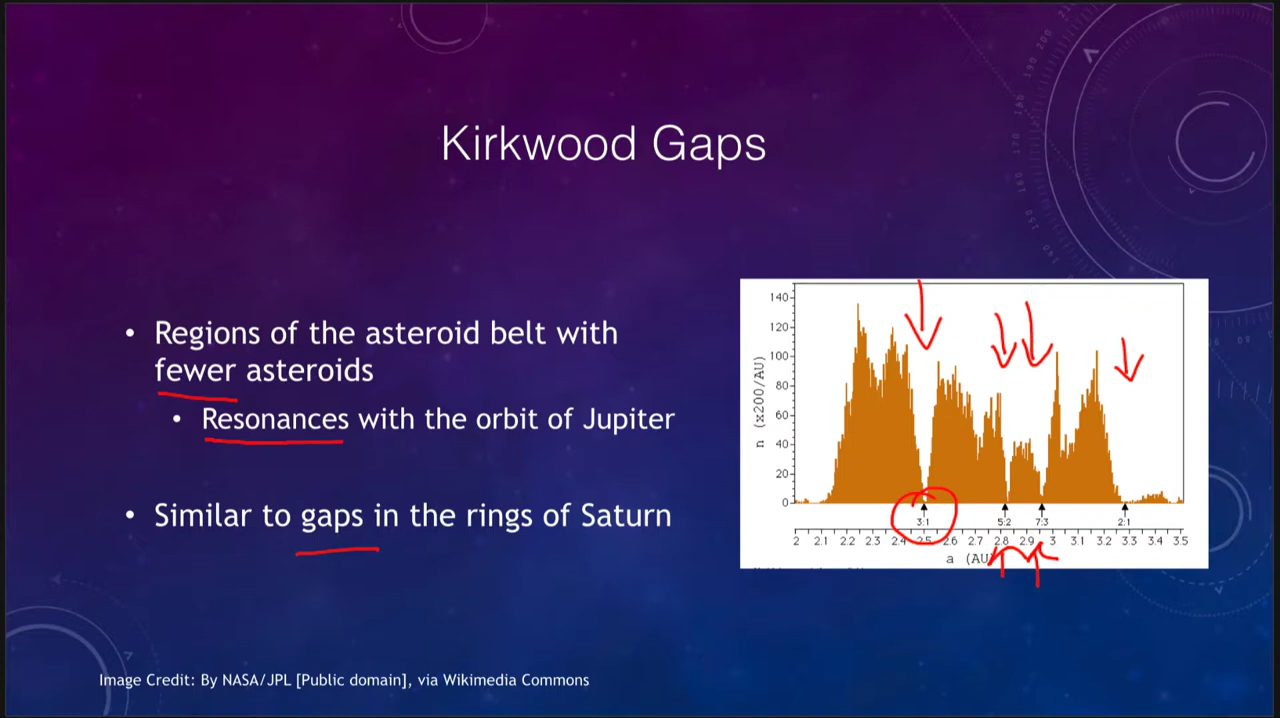 Kirkwood Gaps
• Regions of the asteroid belt with
fewer asteroids
• Resonances with the orbit of Jupiter
• Similar to gaps in the rings of Saturn
n (x200/AU)
140
120
100
80
60
40
20
0
3:1 5:2 7:3 2:1
2 2.1 2.2 2.3 2.4 2.5 2.6 2.7 2.8 2.9 3 3.1 3.2 3.3 3.4 3.5
a (AU
Image Credit: By NASA/JPL [Public domain], via Wikimedia Commons